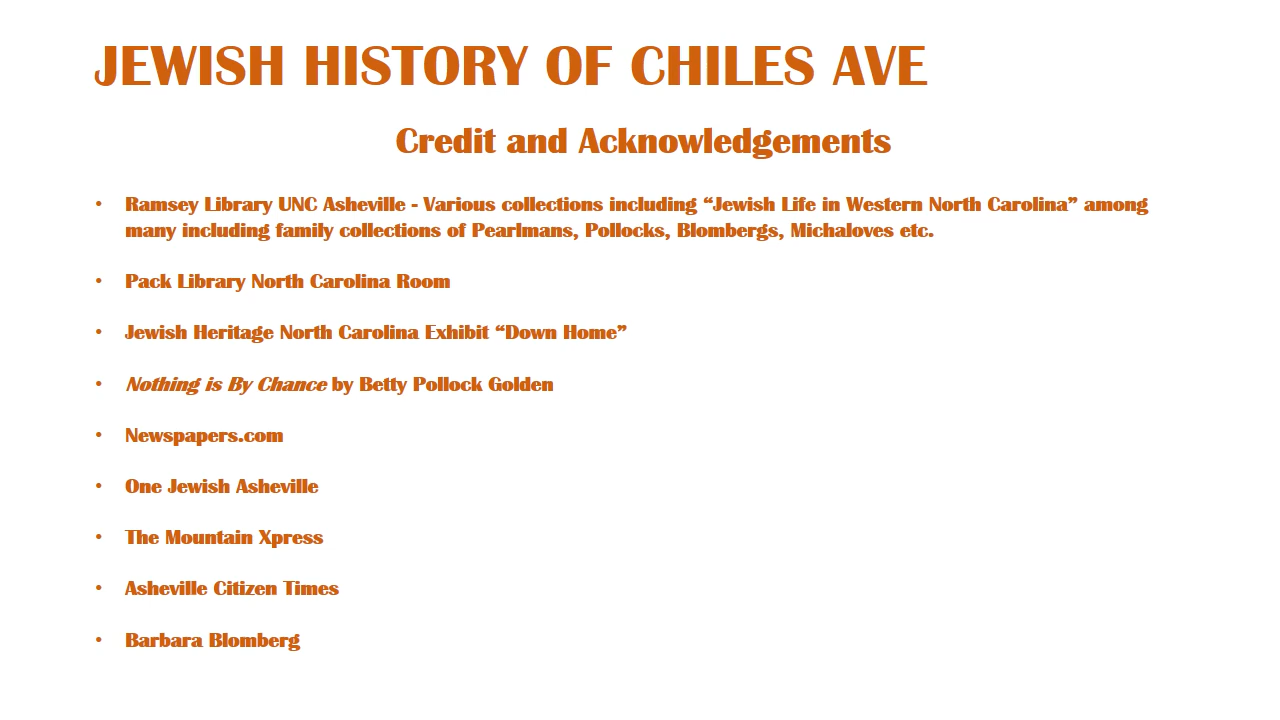 JEWISH HISTORY OF CHILES AVE
Credit and Acknowledgements
• Ramsey Library UNC Asheville - Various collections including “Jewish Life in Western North Carolina” among
many including family collections of Pearlmans, Pollocks, Blombergs, Michaloves etc.
• Pack Library North Carolina Room
• Jewish Heritage North Carolina Exhibit “Down Home”
• Nothing is By Chance by Betty Pollock Golden
• Newspapers.com
• One Jewish Asheville
• The Mountain Xpress
• Asheville Citizen Times
• Barbara Blomberg